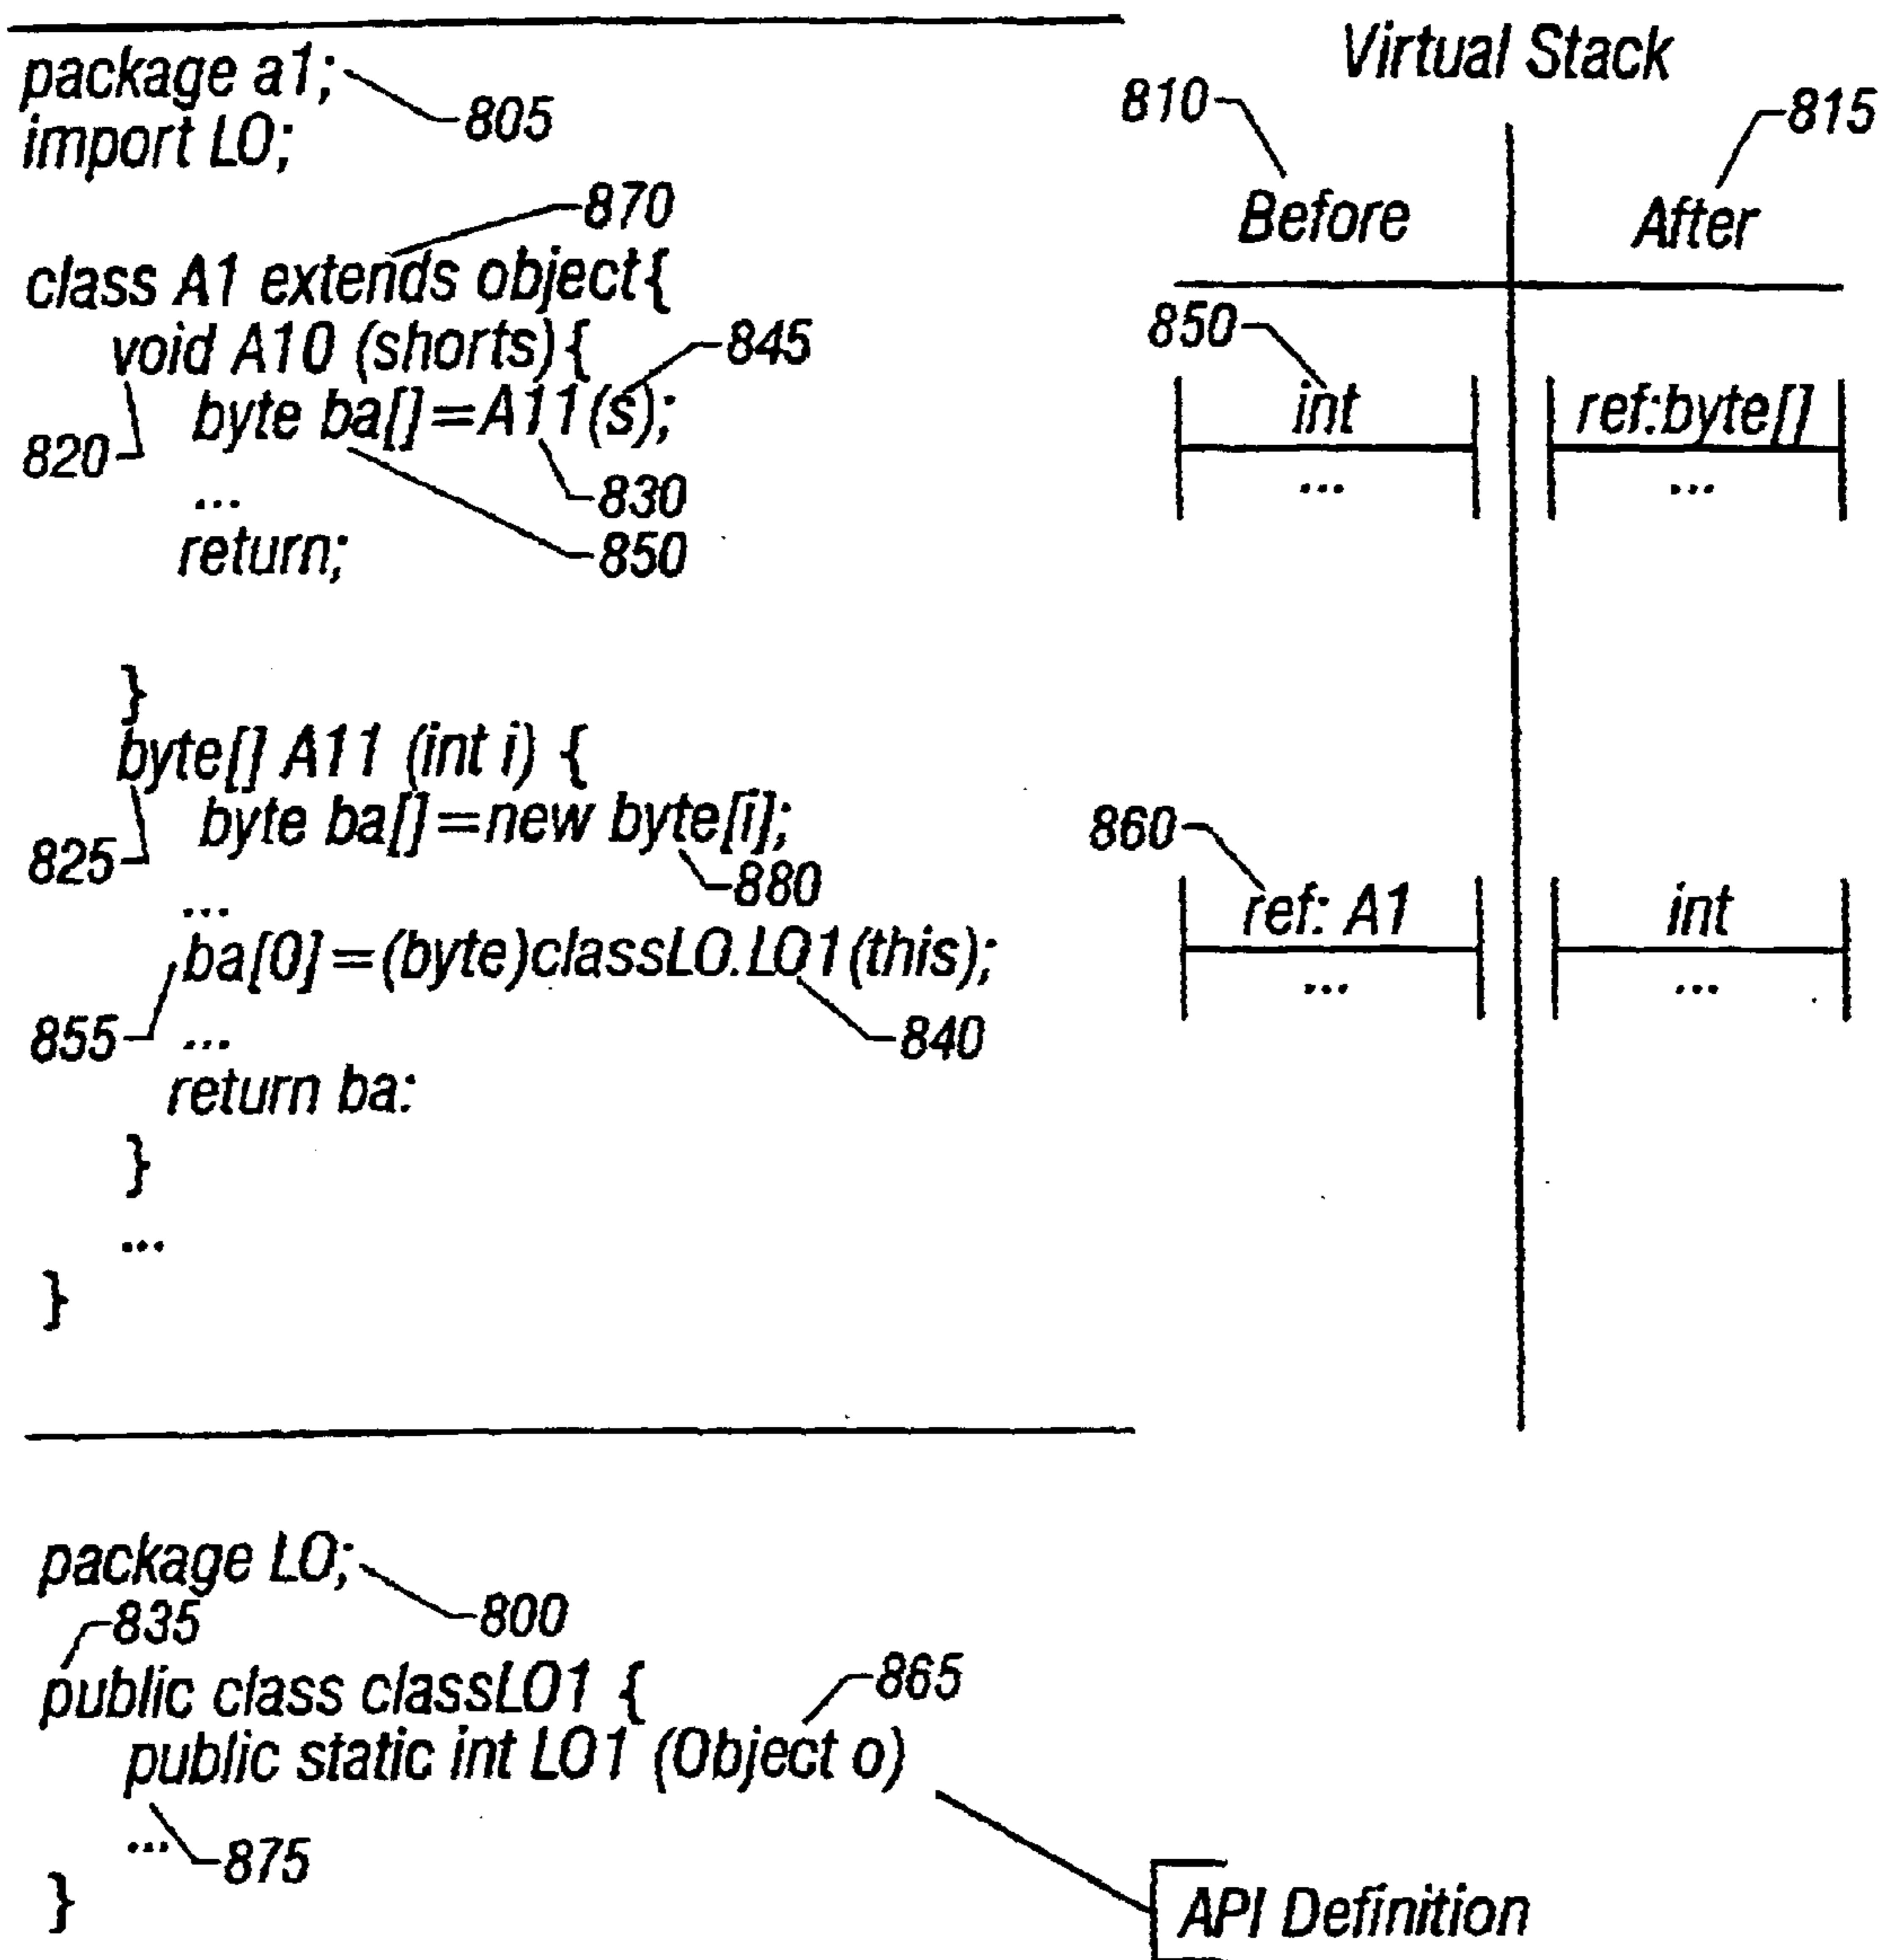 package a1;
805
import LO;
870
class A1 extends object{
void A10 (shorts){
845
byte ba[]=A11(s);
820
830
...
850
return;
}
byte[] A11 (int i) {
byte ba[]=new byte[i];
825
880
...
ba[0]=(byte)classLO.LO1(this);
855
840
...
return ba:
}
...
}
Virtual Stack
810
815
Before
After
850
int
ref:byte[]
...
...
860
ref: A1
int
...
...
package LO;
800
835
public class classLO1 {
865
public static int LO1 (Object o)
...
875
}
API Definition